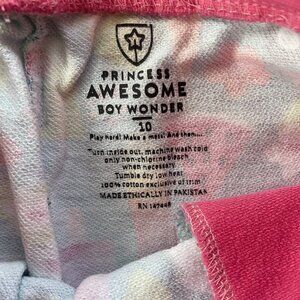 PRINCESS
AWESOME
BOY WONDER
10
Play hard! Make a mess! And then....
Turn inside out, machine wash cold
only non-chlorine bleach
when necessary
Tumble dry low heat
100% cotton exclusive of trim
MADE ETHICALLY IN PAKISTAN
RN